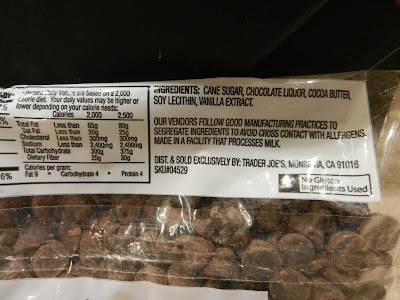 Percent Daily Values are based on a 2,000
calorie diet. Your daily values may be higher or
lower depending on your calorie needs:
Calories 2,000 2,500
Total Fat Less than 65g 80g
Sat Fat Less than 20g 25g
Cholesterol Less than 300mg 300mg
Sodium Less than 2,400mg 2,400mg
Total Carbohydrate 300g 375g
Dietary Fiber 25g 30g
Calories per gram:
Fat 9 • Carbohydrate 4 • Protein 4
6%
INGREDIENTS: CANE SUGAR, CHOCOLATE LIQUOR, COCOA BUTTER,
SOY LECITHIN, VANILLA EXTRACT.
OUR VENDORS FOLLOW GOOD MANUFACTURING PRACTICES TO
SEGREGATE INGREDIENTS TO AVOID CROSS CONTACT WITH ALLERGENS.
MADE IN A FACILITY THAT PROCESSES MILK.
DIST. & SOLD EXCLUSIVELY BY: TRADER JOE'S, MONROVIA, CA 91016
SKU#04529
No Gluten
Ingredients Used